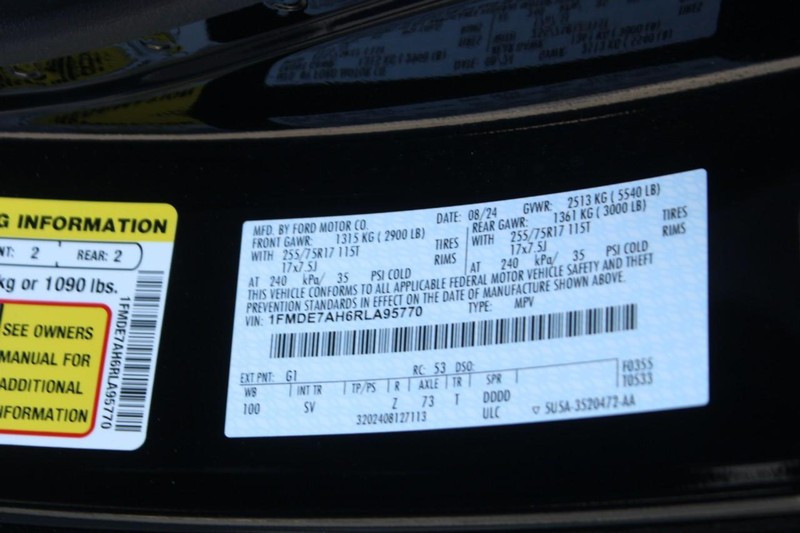 G INFORMATION
NT: 2 REAR: 2
kg or 1090 lbs.
SEE OWNERS
MANUAL FOR
ADDITIONAL
INFORMATION
1FMDE7AH6RLA95770
MFD. BY FORD MOTOR CO. DATE: 08/24 GVWR: 2513 KG ( 5540 LB)
FRONT GAWR: 1315 KG ( 2900 LB) REAR GAWR: 1361 KG ( 3000 LB)
WITH 255/75R17 115T TIRES WITH 255/75R17 115T TIRES
17x7.5J RIMS 17x7.5J RIMS
AT 240 kPa/ 35 PSI COLD AT 240 kPa/ 35 PSI COLD
THIS VEHICLE CONFORMS TO ALL APPLICABLE FEDERAL MOTOR VEHICLE SAFETY AND THEFT
PREVENTION STANDARDS IN EFFECT ON THE DATE OF MANUFACTURE SHOWN ABOVE.
VIN: 1FMDE7AH6RLA95770 TYPE: MPV
EXT PNT: G1 RC: 53 DSO: F0355
WB INT TR TP/PS R AXLE TR SPR T0533
100 SV Z 73 T DDDD
3202408127113 ULC ▽ SU5A-3520472-AA